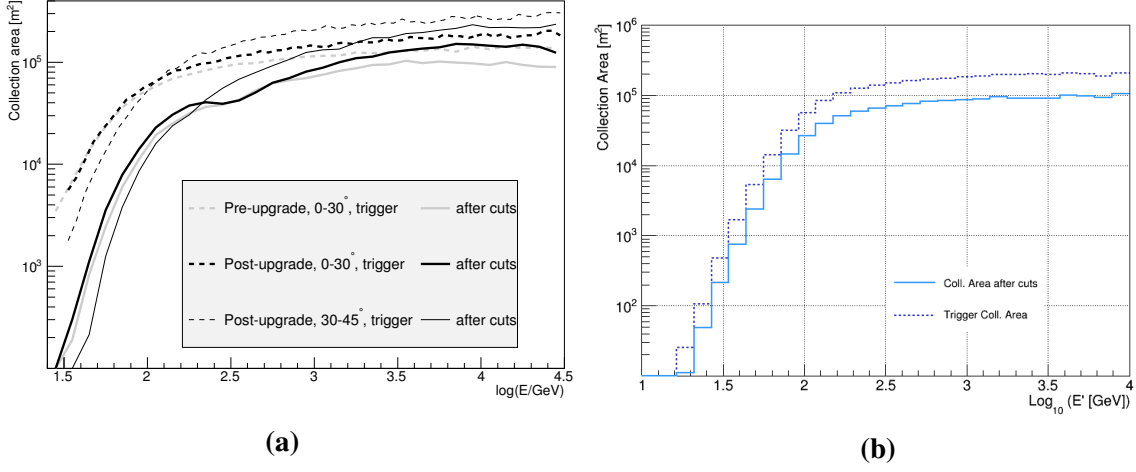 Collection area [m²]
10⁵
10⁴
10³
Pre-upgrade, 0-30°, trigger
after cuts
Post-upgrade, 0-30°, trigger
after cuts
Post-upgrade, 30-45°, trigger
after cuts
1.5 2 2.5 3 3.5 4 4.5
log(E/GeV)
(a)
Collection Area [m²]
10⁶
10⁵
10⁴
10³
10²
Coll. Area after cuts
Trigger Coll. Area
1 1.5 2 2.5 3 3.5 4
Log₁₀ (E' [GeV])
(b)